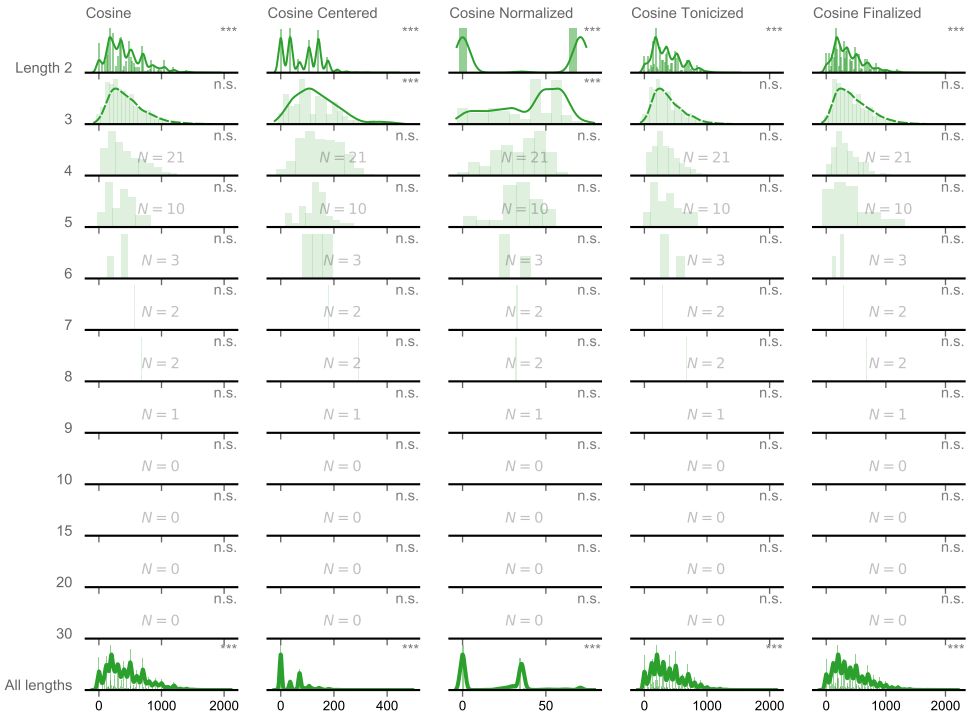 Cosine Cosine Centered Cosine Normalized Cosine Tonicized Cosine Finalized
Length 2 *** *** *** *** ***
3 n.s. *** *** n.s. n.s.
n.s. n.s. n.s. n.s. n.s.
4 N = 21 N = 21 N = 21 N = 21 N = 21
n.s. n.s. n.s. n.s. n.s.
5 N = 10 N = 10 N = 10 N = 10 N = 10
n.s. n.s. n.s. n.s. n.s.
6 N = 3 N = 3 N = 3 N = 3 N = 3
n.s. n.s. n.s. n.s. n.s.
7 N = 2 N = 2 N = 2 N = 2 N = 2
n.s. n.s. n.s. n.s. n.s.
8 N = 2 N = 2 N = 2 N = 2 N = 2
n.s. n.s. n.s. n.s. n.s.
9 N = 1 N = 1 N = 1 N = 1 N = 1
n.s. n.s. n.s. n.s. n.s.
10 N = 0 N = 0 N = 0 N = 0 N = 0
n.s. n.s. n.s. n.s. n.s.
15 N = 0 N = 0 N = 0 N = 0 N = 0
n.s. n.s. n.s. n.s. n.s.
20 N = 0 N = 0 N = 0 N = 0 N = 0
n.s. n.s. n.s. n.s. n.s.
30 N = 0 N = 0 N = 0 N = 0 N = 0
All lengths *** *** *** *** ***
0 1000 2000 0 200 400 0 50 0 1000 2000 0 1000 2000